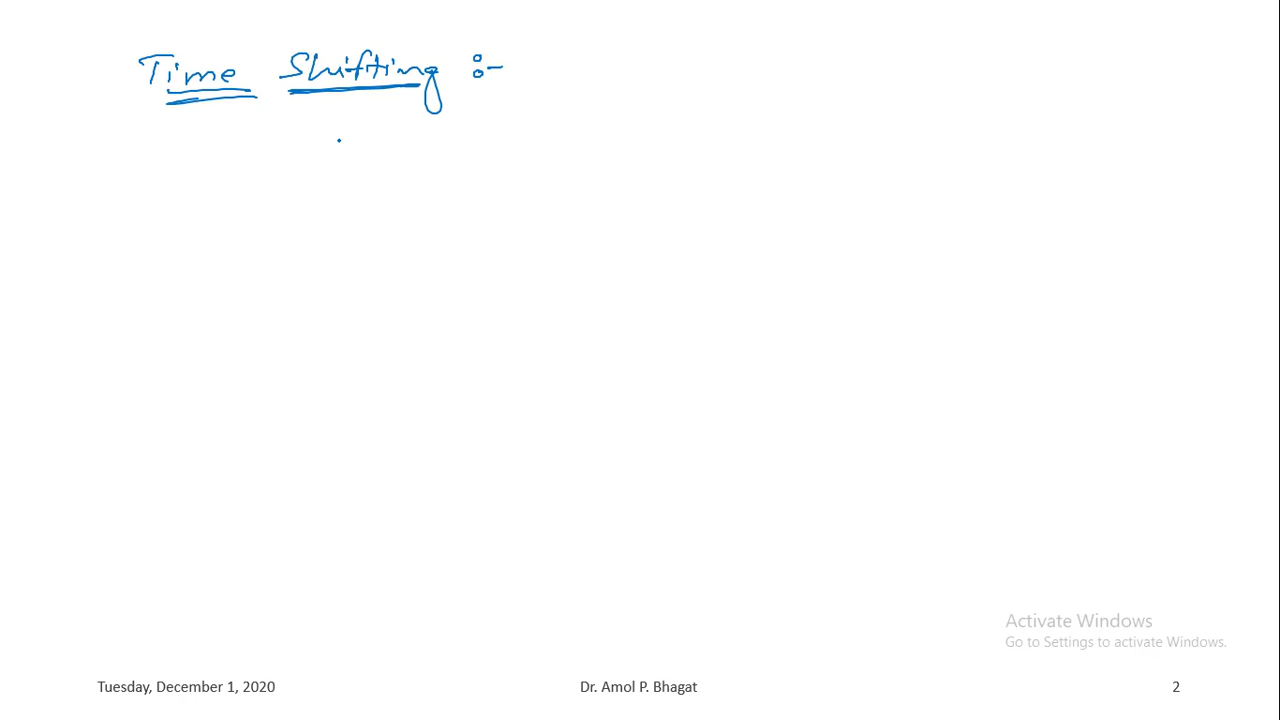 Time Shifting :-
Activate Windows
Go to Settings to activate Windows.
Tuesday, December 1, 2020 Dr. Amol P. Bhagat 2